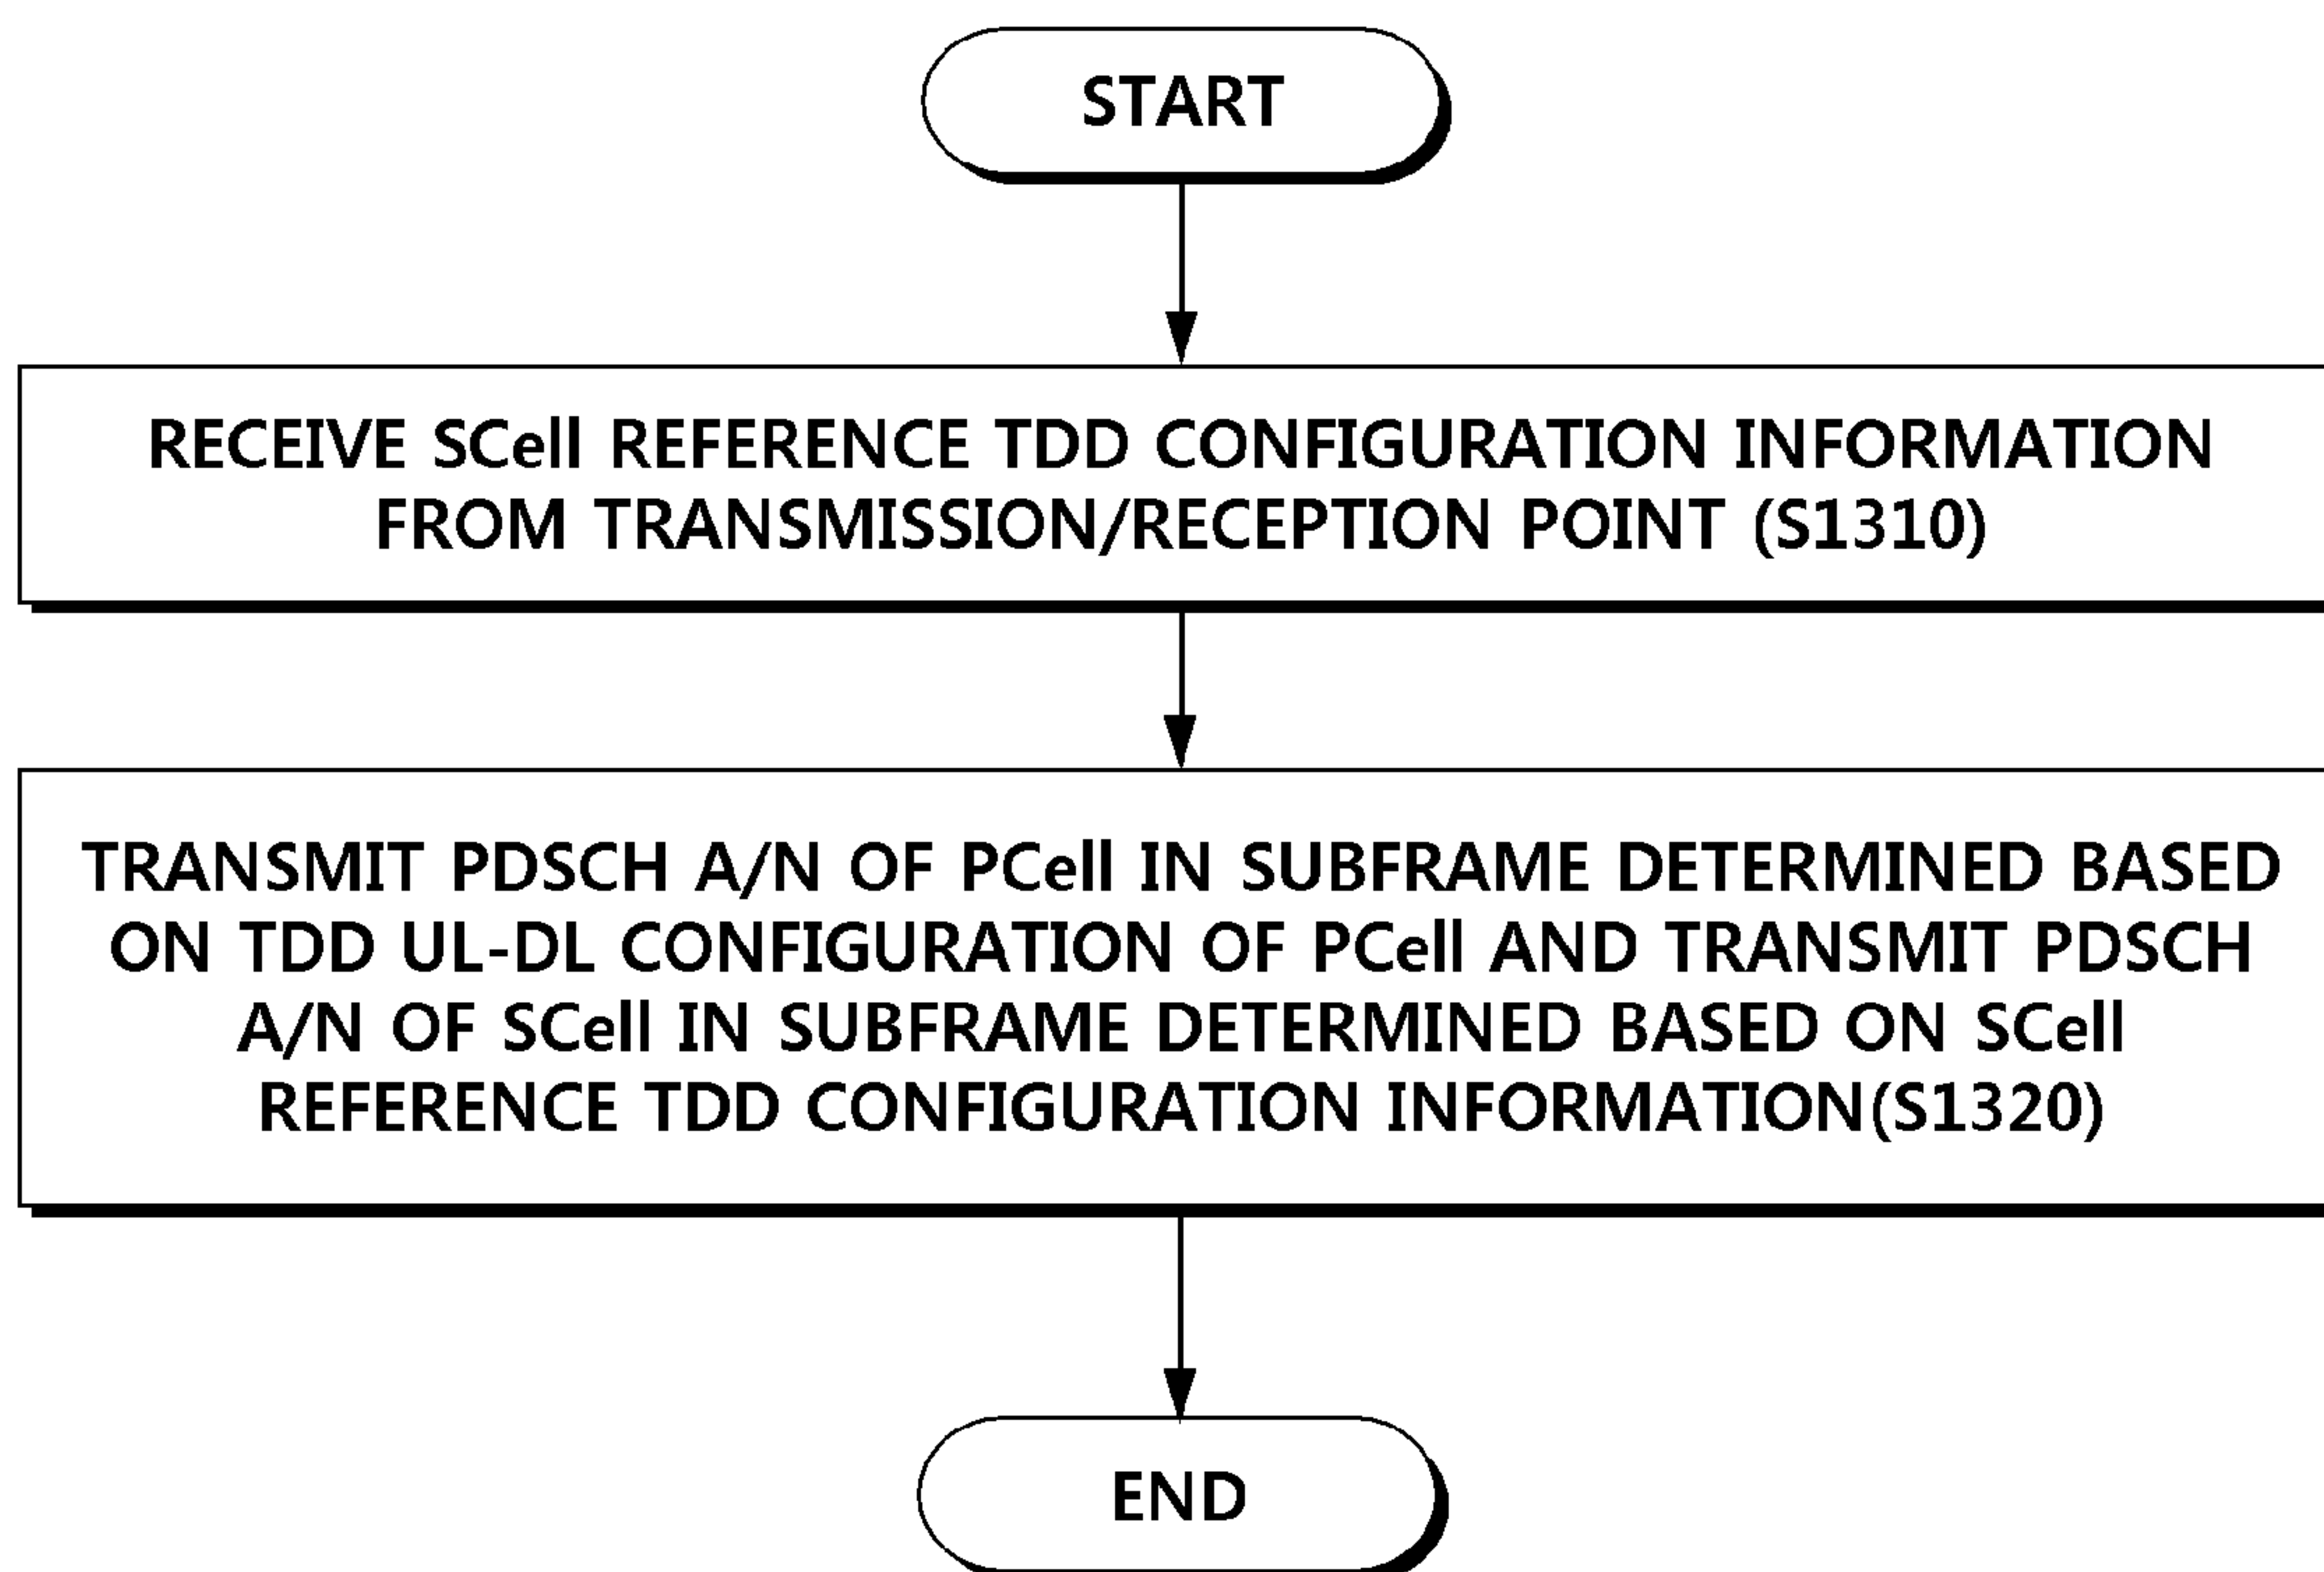 START
RECEIVE SCell REFERENCE TDD CONFIGURATION INFORMATION
FROM TRANSMISSION/RECEPTION POINT (S1310)
TRANSMIT PDSCH A/N OF PCell IN SUBFRAME DETERMINED BASED
ON TDD UL-DL CONFIGURATION OF PCell AND TRANSMIT PDSCH
A/N OF SCell IN SUBFRAME DETERMINED BASED ON SCell
REFERENCE TDD CONFIGURATION INFORMATION(S1320)
END